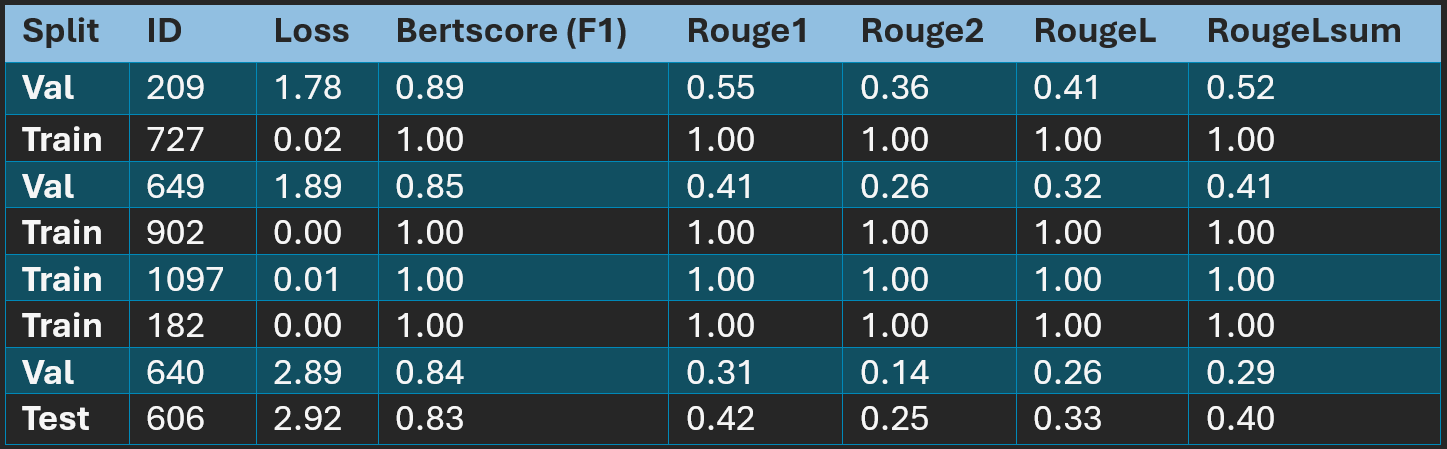 Split ID Loss Bertscore (F1) Rouge1 Rouge2 RougeL RougeLsum
Val 209 1.78 0.89 0.55 0.36 0.41 0.52
Train 727 0.02 1.00 1.00 1.00 1.00 1.00
Val 649 1.89 0.85 0.41 0.26 0.32 0.41
Train 902 0.00 1.00 1.00 1.00 1.00 1.00
Train 1097 0.01 1.00 1.00 1.00 1.00 1.00
Train 182 0.00 1.00 1.00 1.00 1.00 1.00
Val 640 2.89 0.84 0.31 0.14 0.26 0.29
Test 606 2.92 0.83 0.42 0.25 0.33 0.40